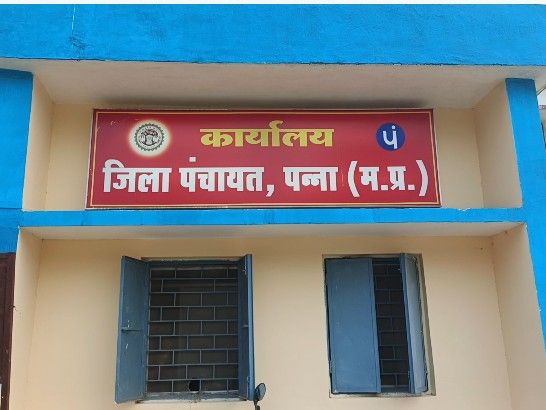 कार्यालय
पं
जिला पंचायत, पन्ना (म.प्र.)